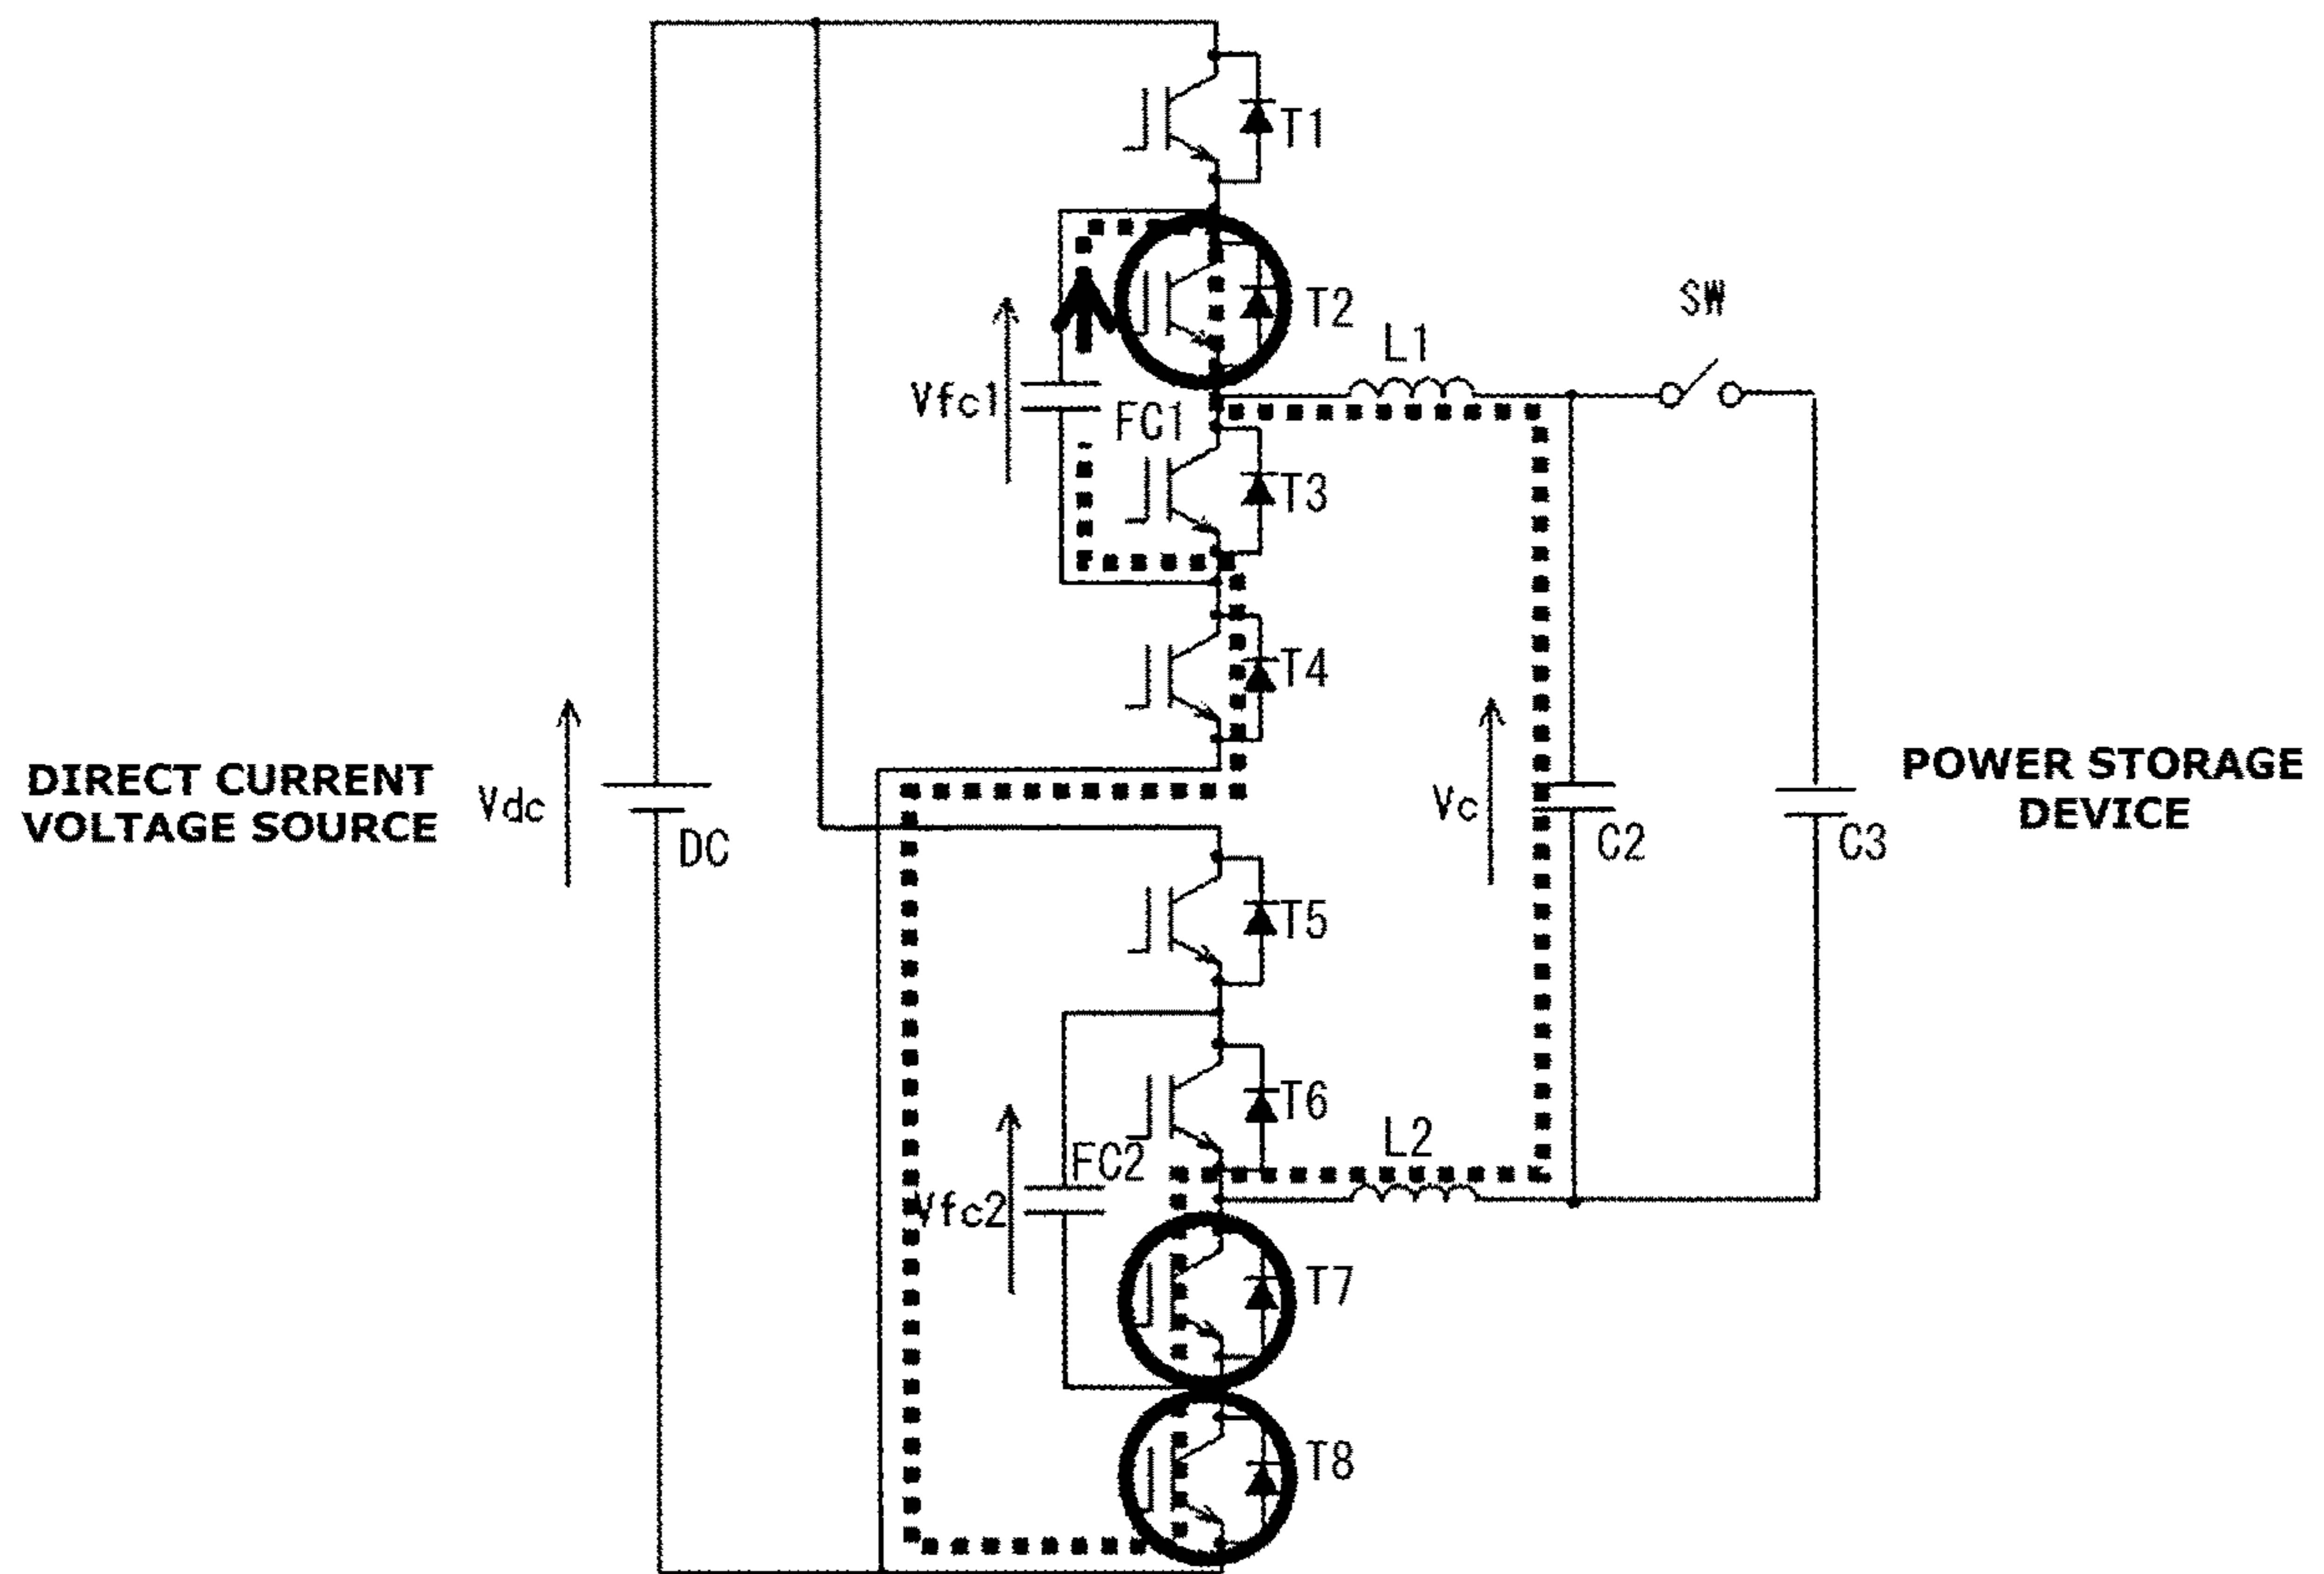 T1
T2
SW
L1
Vfc1
FC1
T3
T4
DIRECT CURRENT
VOLTAGE SOURCE
Vdc
DC
Vc
C2
C3
POWER STORAGE
DEVICE
T5
T6
L2
FC2
Vfc2
T7
T8